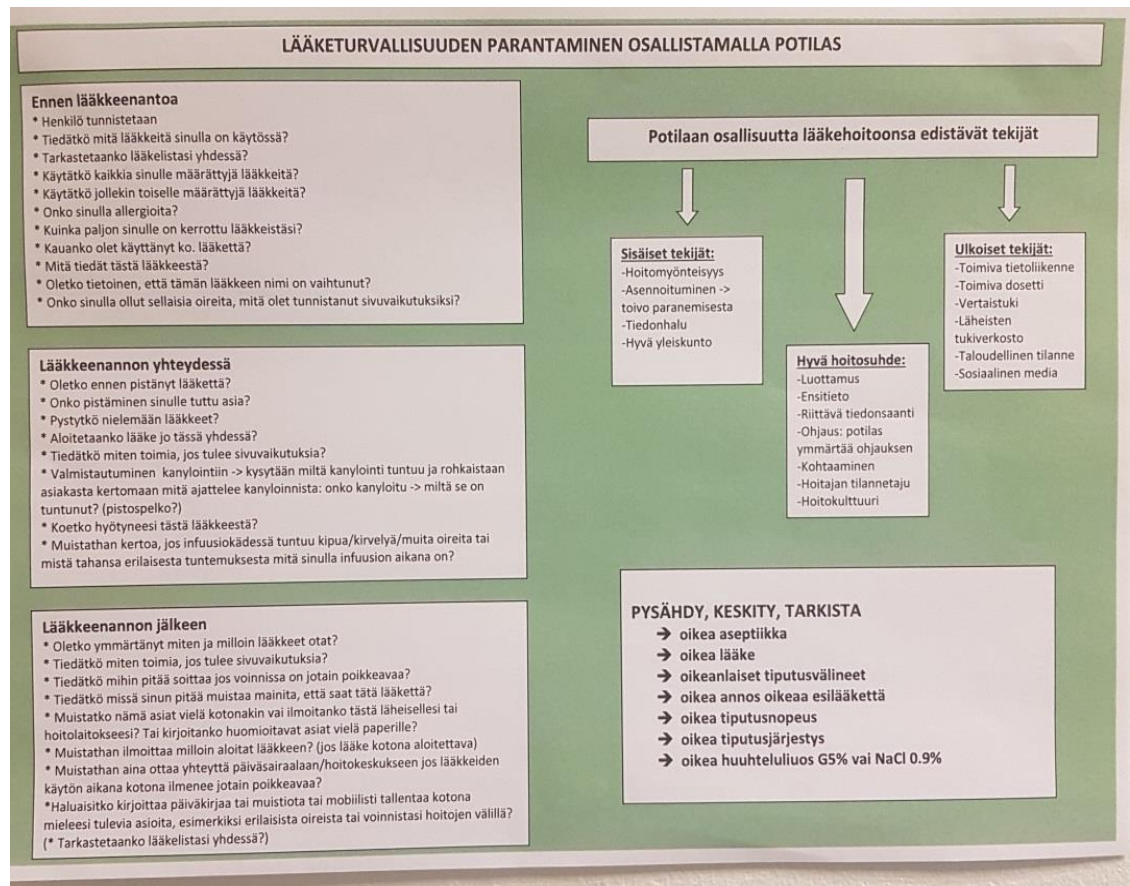 LÄÄKETURVALLISUUDEN PARANTAMINEN OSALLISTAMALLA POTILAS
Ennen lääkkeenantoa
* Henkilö tunnistetaan
* Tiedätkö mitä lääkkeitä sinulla on käytössä?
* Tarkastetaanko lääkelistasi yhdessä?
* Käytätkö kaikkia sinulle määrättyjä lääkkeitä?
* Käytätkö jollekin toiselle määrättyjä lääkkeitä?
* Onko sinulla allergioita?
* Kuinka paljon sinulle on kerrottu lääkkeistäsi?
* Kauanko olet käyttänyt ko. lääkettä?
* Mitä tiedät tästä lääkkeestä?
* Oletko tietoinen, että tämän lääkkeen nimi on vaihtunut?
* Onko sinulla ollut sellaisia oireita, mitä olet tunnistanut sivuvaikutuksiksi?
Lääkkeenannon yhteydessä
* Oletko ennen pistänyt lääkettä?
* Onko pistäminen sinulle tuttu asia?
* Pystytkö nielemään lääkkeet?
* Aloitetaanko lääke jo tässä yhdessä?
* Tiedätkö miten toimia, jos tulee sivuvaikutuksia?
* Valmistautuminen kanylointiin -> kysytään miltä kanylointi tuntuu ja rohkaistaan
asiakasta kertomaan mitä ajattelee kanyloinnista: onko kanyloitu -> miltä se on
tuntunut? (pistospelko?)
* Koetko hyötyneesi tästä lääkkeestä?
* Muistathan kertoa, jos infuusiokädessä tuntuu kipua/kirvelyä/muita oireita tai
mistä tahansa erilaisesta tuntemuksesta mitä sinulla infuusion aikana on?
Lääkkeenannon jälkeen
* Oletko ymmärtänyt miten ja milloin lääkkeet otat?
* Tiedätkö miten toimia, jos tulee sivuvaikutuksia?
* Tiedätkö mihin pitää soittaa jos voinnissa on jotain poikkeavaa?
* Tiedätkö missä sinun pitää muistaa mainita, että saat tätä lääkettä?
* Muistatko nämä asiat vielä kotonakin vai ilmoitanko tästä läheisellesi tai
hoitolaitokseesi? Tai kirjoitanko huomioitavat asiat vielä paperille?
* Muistathan ilmoittaa milloin aloitat lääkkeen? (jos lääke kotona aloitettava)
* Muistathan aina ottaa yhteyttä päiväsairaalaan/hoitokeskukseen jos lääkkeiden
käytön aikana kotona ilmenee jotain poikkeavaa?
*Haluaisitko kirjoittaa päiväkirjaa tai muistiota tai mobiilisti tallentaa kotona
mieleesi tulevia asioita, esimerkiksi erilaisista oireista tai voinnistasi hoitojen välillä?
(* Tarkastetaanko lääkelistasi yhdessä?)
Potilaan osallisuutta lääkehoitoonsa edistävät tekijät
Sisäiset tekijät:
-Hoitomyönteisyys
-Asennoituminen ->
toivo paranemisesta
-Tiedonhalu
-Hyvä yleiskunto
Hyvä hoitosuhde:
-Luottamus
-Ensitieto
-Riittävä tiedonsaanti
-Ohjaus: potilas
ymmärtää ohjauksen
-Kohtaaminen
-Hoitajan tilannetaju
-Hoitokulttuuri
Ulkoiset tekijät:
-Toimiva tietoliikenne
-Toimiva dosetti
-Vertaistuki
-Läheisten
tukiverkosto
-Taloudellinen tilanne
-Sosiaalinen media
PYSÄHDY, KESKITY, TARKISTA
→ oikea aseptiikka
→ oikea lääke
→ oikeanlaiset tiputusvälineet
→ oikea annos oikeaa esilääkettä
→ oikea tiputusnopeus
→ oikea tiputusjärjestys
→ oikea huuhteluliuos G5% vai NaCl 0.9%